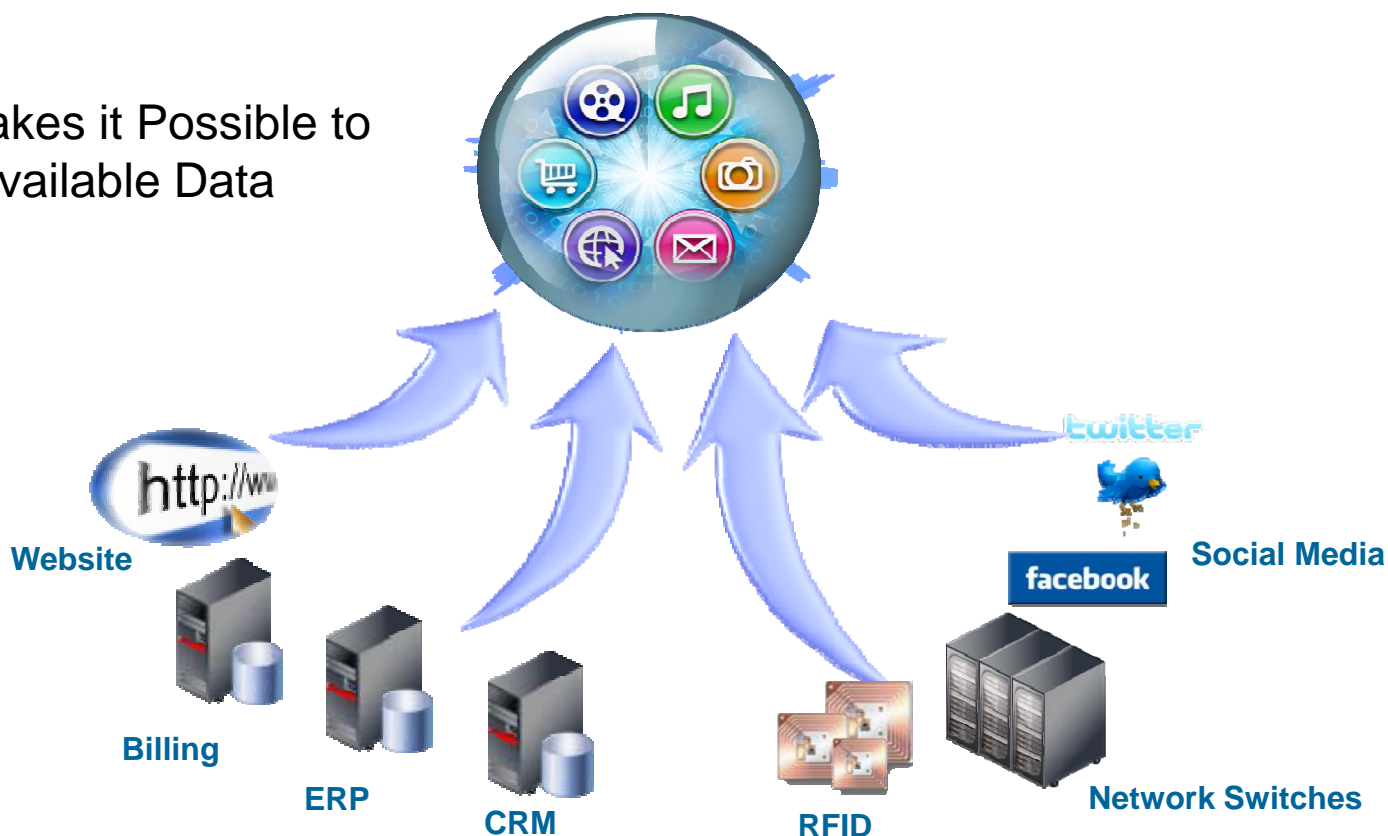 akes it Possible to
vailable Data
http://ww
twitter
Website
facebook
Social Media
Billing
ERP
CRM
RFID
Network Switches